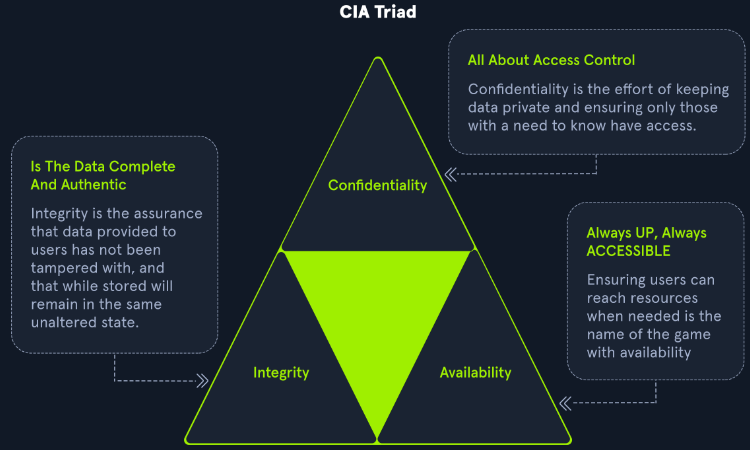 CIA Triad
All About Access Control
Confidentiality is the effort of keeping
data private and ensuring only those
with a need to know have access.
Is The Data Complete
And Authentic
Integrity is the assurance
that data provided to
users has not been
tampered with, and
that while stored will
remain in the same
unaltered state.
Confidentiality
Always UP, Always
ACCESSIBLE
Ensuring users can
reach resources
when needed is the
name of the game
with availability
Integrity
Availability